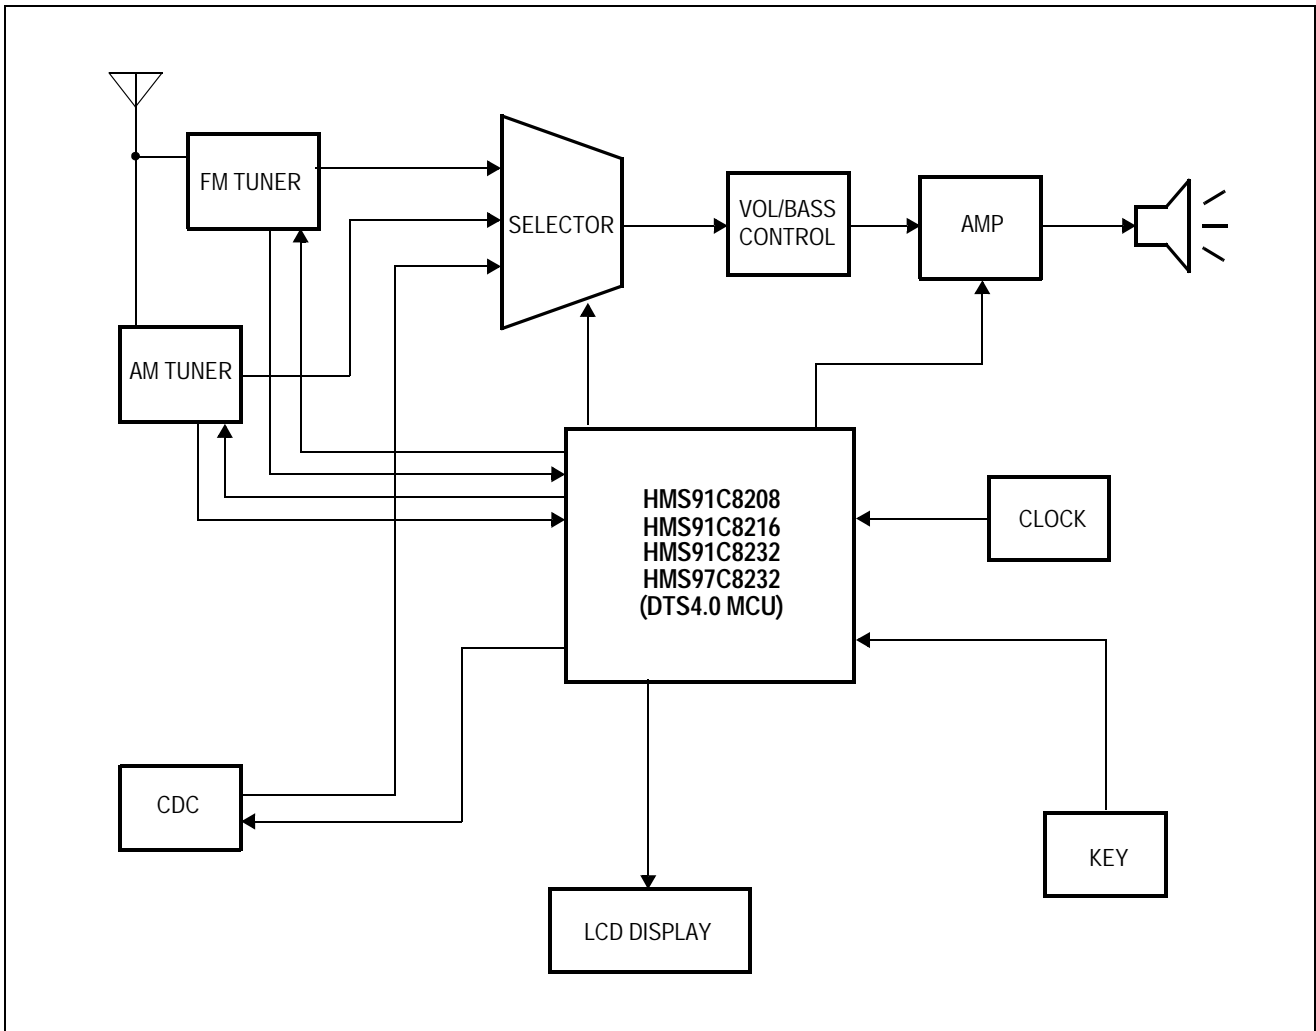 FM TUNER
SELECTOR
VOL/BASS
CONTROL
AMP
AM TUNER
HMS91C8208
HMS91C8216
HMS91C8232
HMS97C8232
(DTS4.0 MCU)
CLOCK
CDC
KEY
LCD DISPLAY